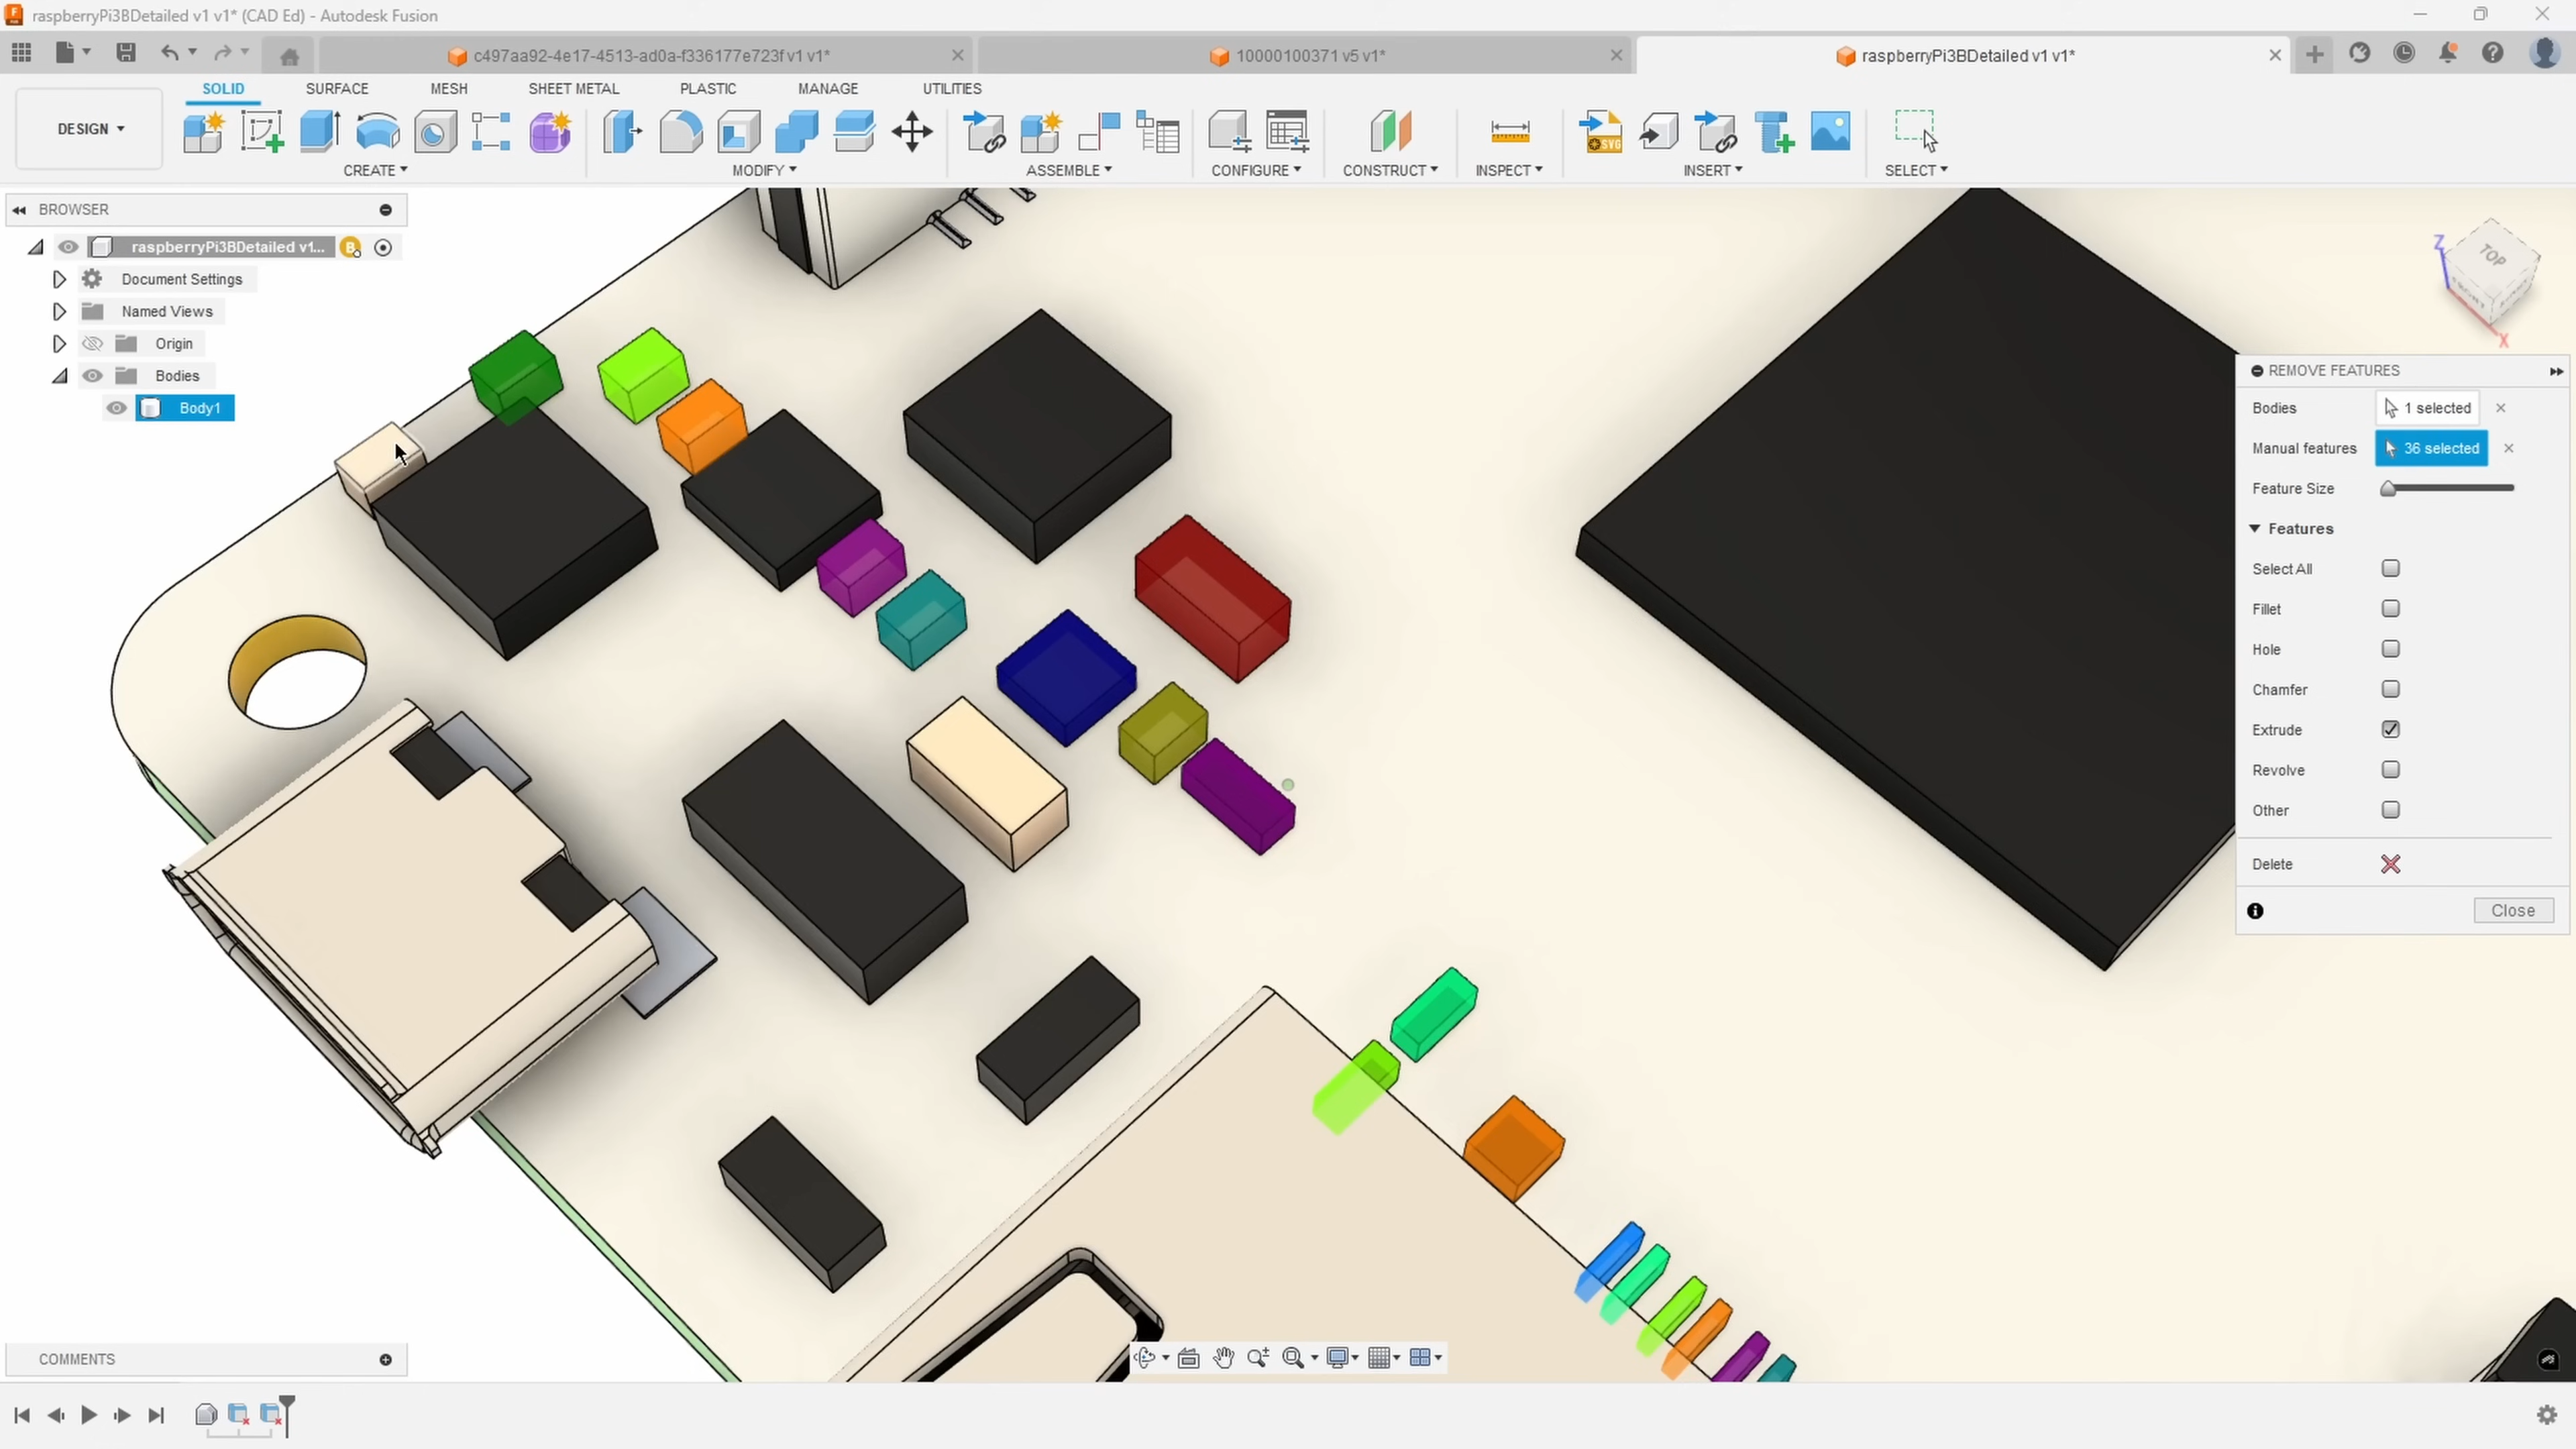 raspberryPi3BDetailed v1 v1* (CAD Ed) - Autodesk Fusion
c497aa92-4e17-4513-ad0a-f336177e723f v1 v1*
10000100371 v5 v1*
raspberryPi3BDetailed v1 v1*
DESIGN
SOLID SURFACE MESH SHEET METAL PLASTIC MANAGE UTILITIES
CREATE MODIFY ASSEMBLE CONFIGURE CONSTRUCT INSPECT INSERT SELECT
SVG
BROWSER
raspberryPi3BDetailed v1...
B
Document Settings
Named Views
Origin
Bodies
Body1
Z
TOP
X
REMOVE FEATURES
Bodies 1 selected
Manual features 36 selected
Feature Size
Features
Select All
Fillet
Hole
Chamfer
Extrude
Revolve
Other
Delete
Close
COMMENTS